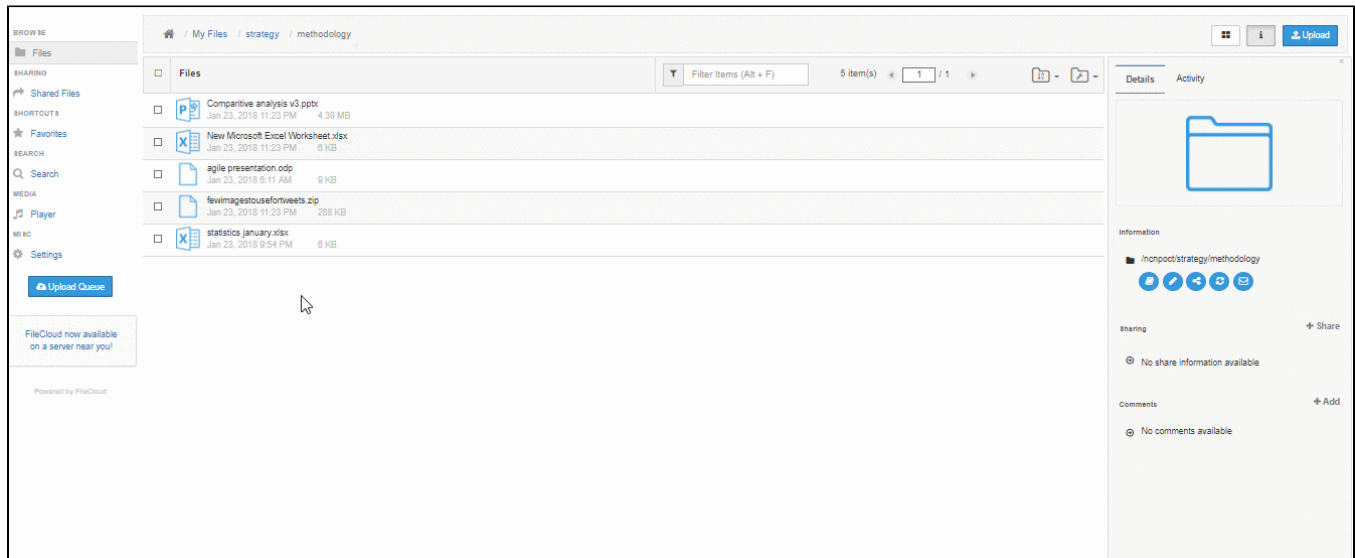 BROWSE
Files
SHARING
Shared Files
SHORTCUTS
Favorites
SEARCH
Search
MEDIA
Player
MISC
Settings
Upload Queue
FileCloud now available
on a server near you!
Powered by FileCloud
/ My Files / strategy / methodology
i
Upload
Files
Filter Items (Alt + F)
5 item(s)
1 / 1
Comparitive analysis v3.pptx
Jan 23, 2018 11:23 PM 4.39 MB
New Microsoft Excel Worksheet.xlsx
Jan 23, 2018 11:23 PM 6 KB
agile presentation.odp
Jan 23, 2018 6:11 AM 9 KB
fewimagestousefortweets.zip
Jan 23, 2018 11:23 PM 288 KB
statistics january.xlsx
Jan 23, 2018 9:54 PM 6 KB
Details Activity
Information
/ncnpoct/strategy/methodology
Sharing + Share
No share information available
Comments + Add
No comments available